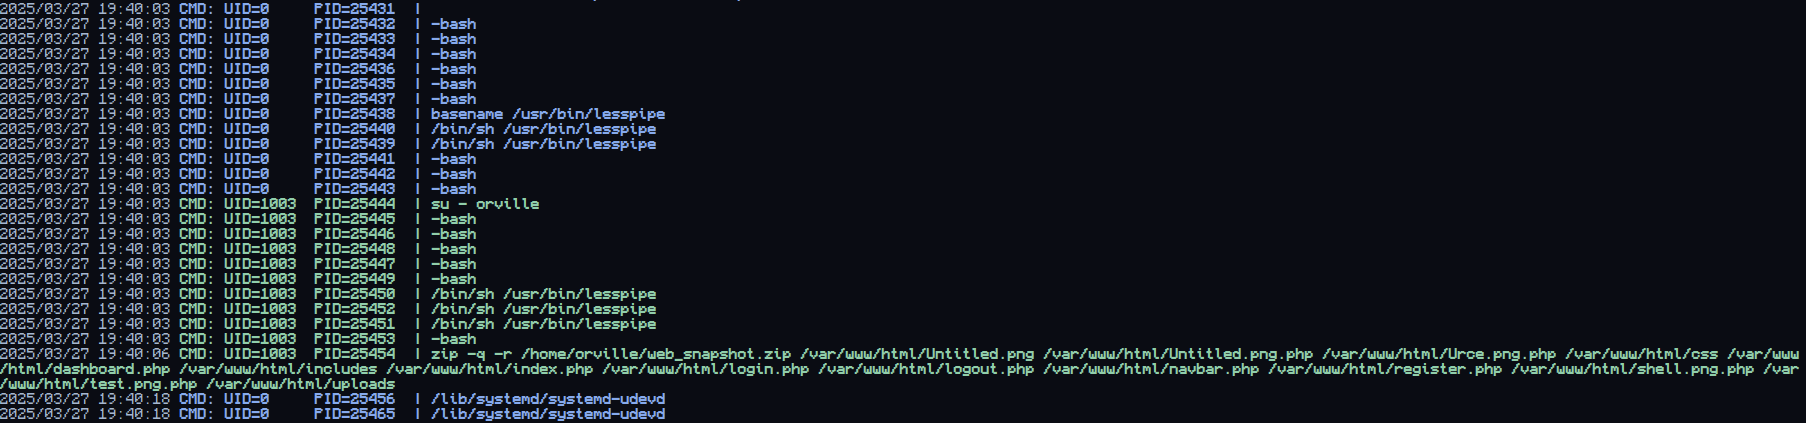 2025/03/27 19:40:03 CMD: UID=0     PID=25431  |
2025/03/27 19:40:03 CMD: UID=0     PID=25432  | -bash
2025/03/27 19:40:03 CMD: UID=0     PID=25433  | -bash
2025/03/27 19:40:03 CMD: UID=0     PID=25434  | -bash
2025/03/27 19:40:03 CMD: UID=0     PID=25436  | -bash
2025/03/27 19:40:03 CMD: UID=0     PID=25435  | -bash
2025/03/27 19:40:03 CMD: UID=0     PID=25437  | -bash
2025/03/27 19:40:03 CMD: UID=0     PID=25438  | basename /usr/bin/lesspipe
2025/03/27 19:40:03 CMD: UID=0     PID=25440  | /bin/sh /usr/bin/lesspipe
2025/03/27 19:40:03 CMD: UID=0     PID=25439  | /bin/sh /usr/bin/lesspipe
2025/03/27 19:40:03 CMD: UID=0     PID=25441  | -bash
2025/03/27 19:40:03 CMD: UID=0     PID=25442  | -bash
2025/03/27 19:40:03 CMD: UID=0     PID=25443  | -bash
2025/03/27 19:40:03 CMD: UID=1003  PID=25444  | su - orville
2025/03/27 19:40:03 CMD: UID=1003  PID=25445  | -bash
2025/03/27 19:40:03 CMD: UID=1003  PID=25446  | -bash
2025/03/27 19:40:03 CMD: UID=1003  PID=25448  | -bash
2025/03/27 19:40:03 CMD: UID=1003  PID=25447  | -bash
2025/03/27 19:40:03 CMD: UID=1003  PID=25449  | -bash
2025/03/27 19:40:03 CMD: UID=1003  PID=25450  | /bin/sh /usr/bin/lesspipe
2025/03/27 19:40:03 CMD: UID=1003  PID=25452  | /bin/sh /usr/bin/lesspipe
2025/03/27 19:40:03 CMD: UID=1003  PID=25451  | /bin/sh /usr/bin/lesspipe
2025/03/27 19:40:03 CMD: UID=1003  PID=25453  | -bash
2025/03/27 19:40:06 CMD: UID=1003  PID=25454  | zip -q -r /home/orville/web_snapshot.zip /var/www/html/Untitled.png /var/www/html/Untitled.png.php /var/www/html/Urce.png.php /var/www/html/css /var/www
/html/dashboard.php /var/www/html/includes /var/www/html/index.php /var/www/html/login.php /var/www/html/logout.php /var/www/html/navbar.php /var/www/html/register.php /var/www/html/shell.png.php /var
/www/html/test.png.php /var/www/html/uploads
2025/03/27 19:40:18 CMD: UID=0     PID=25456  | /lib/systemd/systemd-udevd
2025/03/27 19:40:18 CMD: UID=0     PID=25465  | /lib/systemd/systemd-udevd